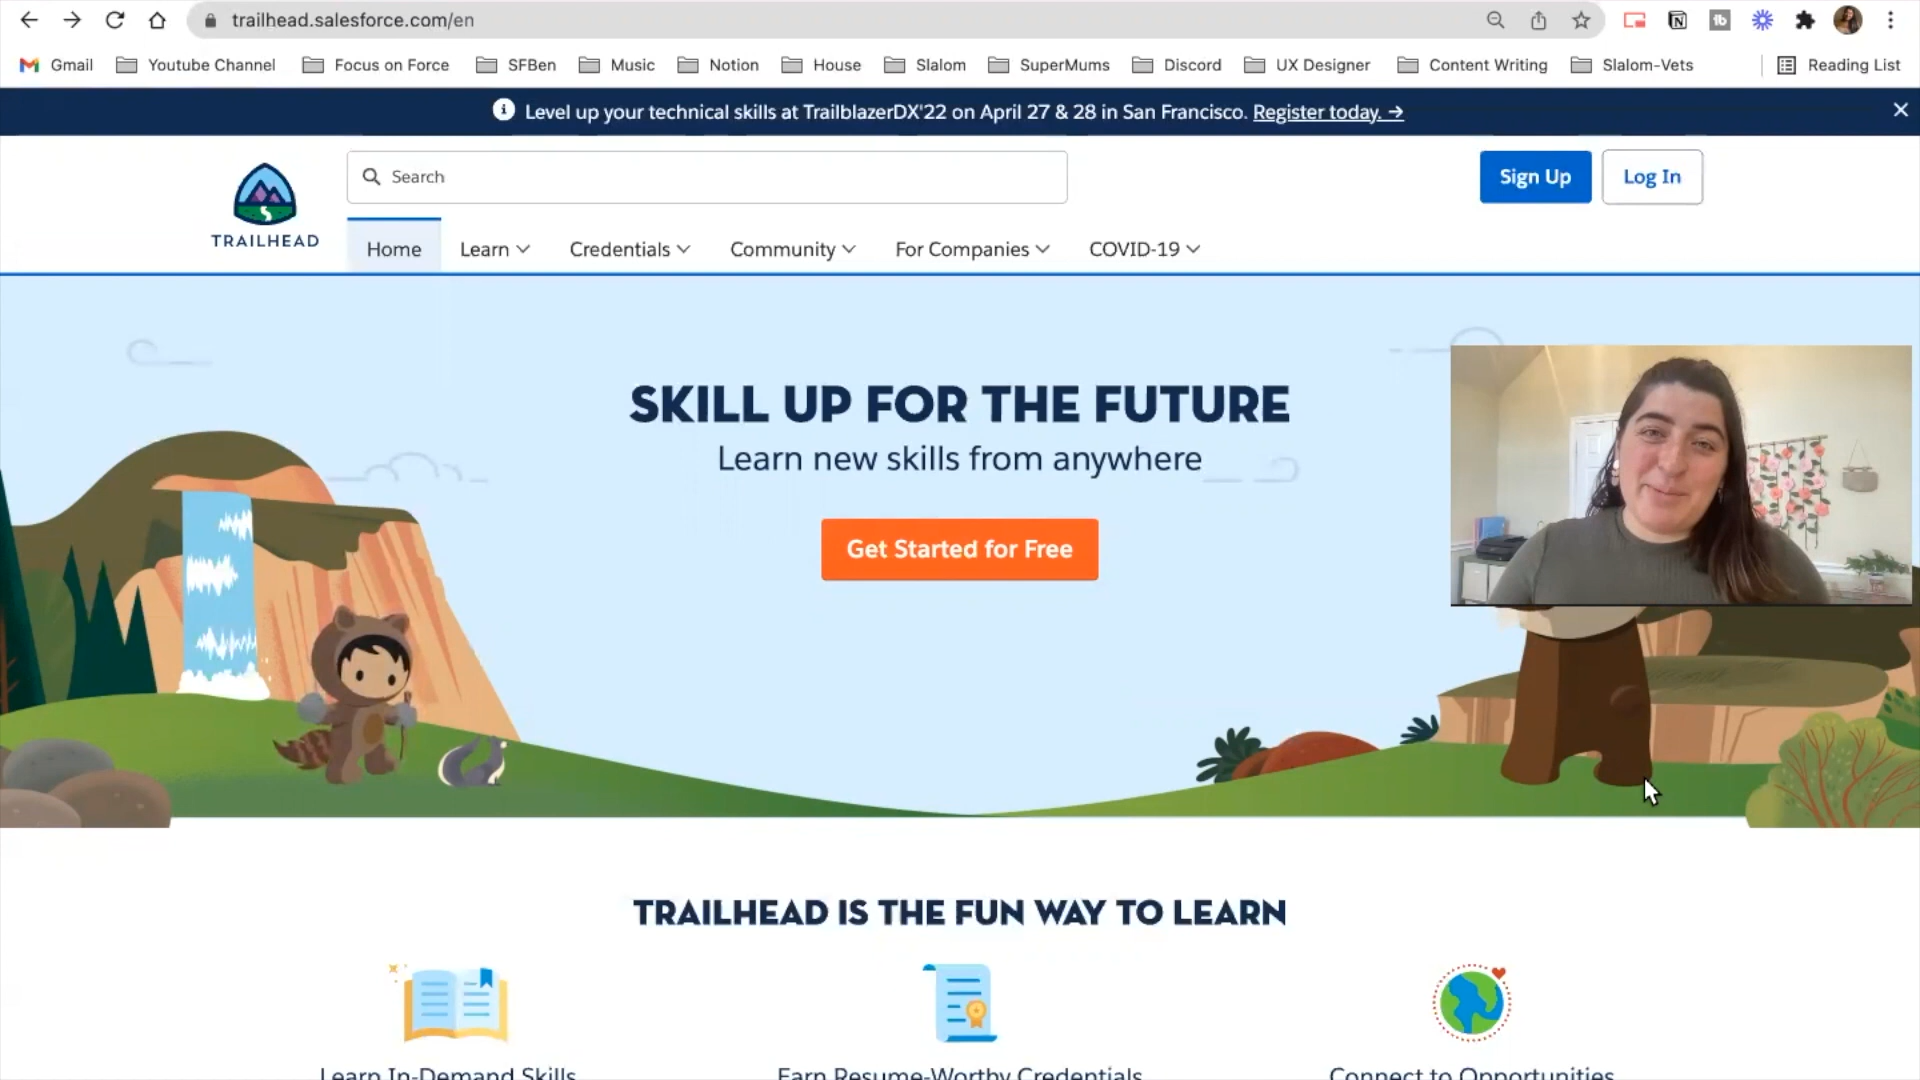 trailhead.salesforce.com/en
Gmail Youtube Channel Focus on Force SFBen Music Notion House Slalom SuperMums Discord UX Designer Content Writing Slalom-Vets Reading List
Level up your technical skills at TrailblazerDX'22 on April 27 & 28 in San Francisco. Register today. →
TRAILHEAD
Search
Sign Up
Log In
Home Learn Credentials Community For Companies COVID-19
SKILL UP FOR THE FUTURE
Learn new skills from anywhere
Get Started for Free
TRAILHEAD IS THE FUN WAY TO LEARN
Learn In-Demand Skills Earn Resume-Worthy Credentials Connect to Opportunities